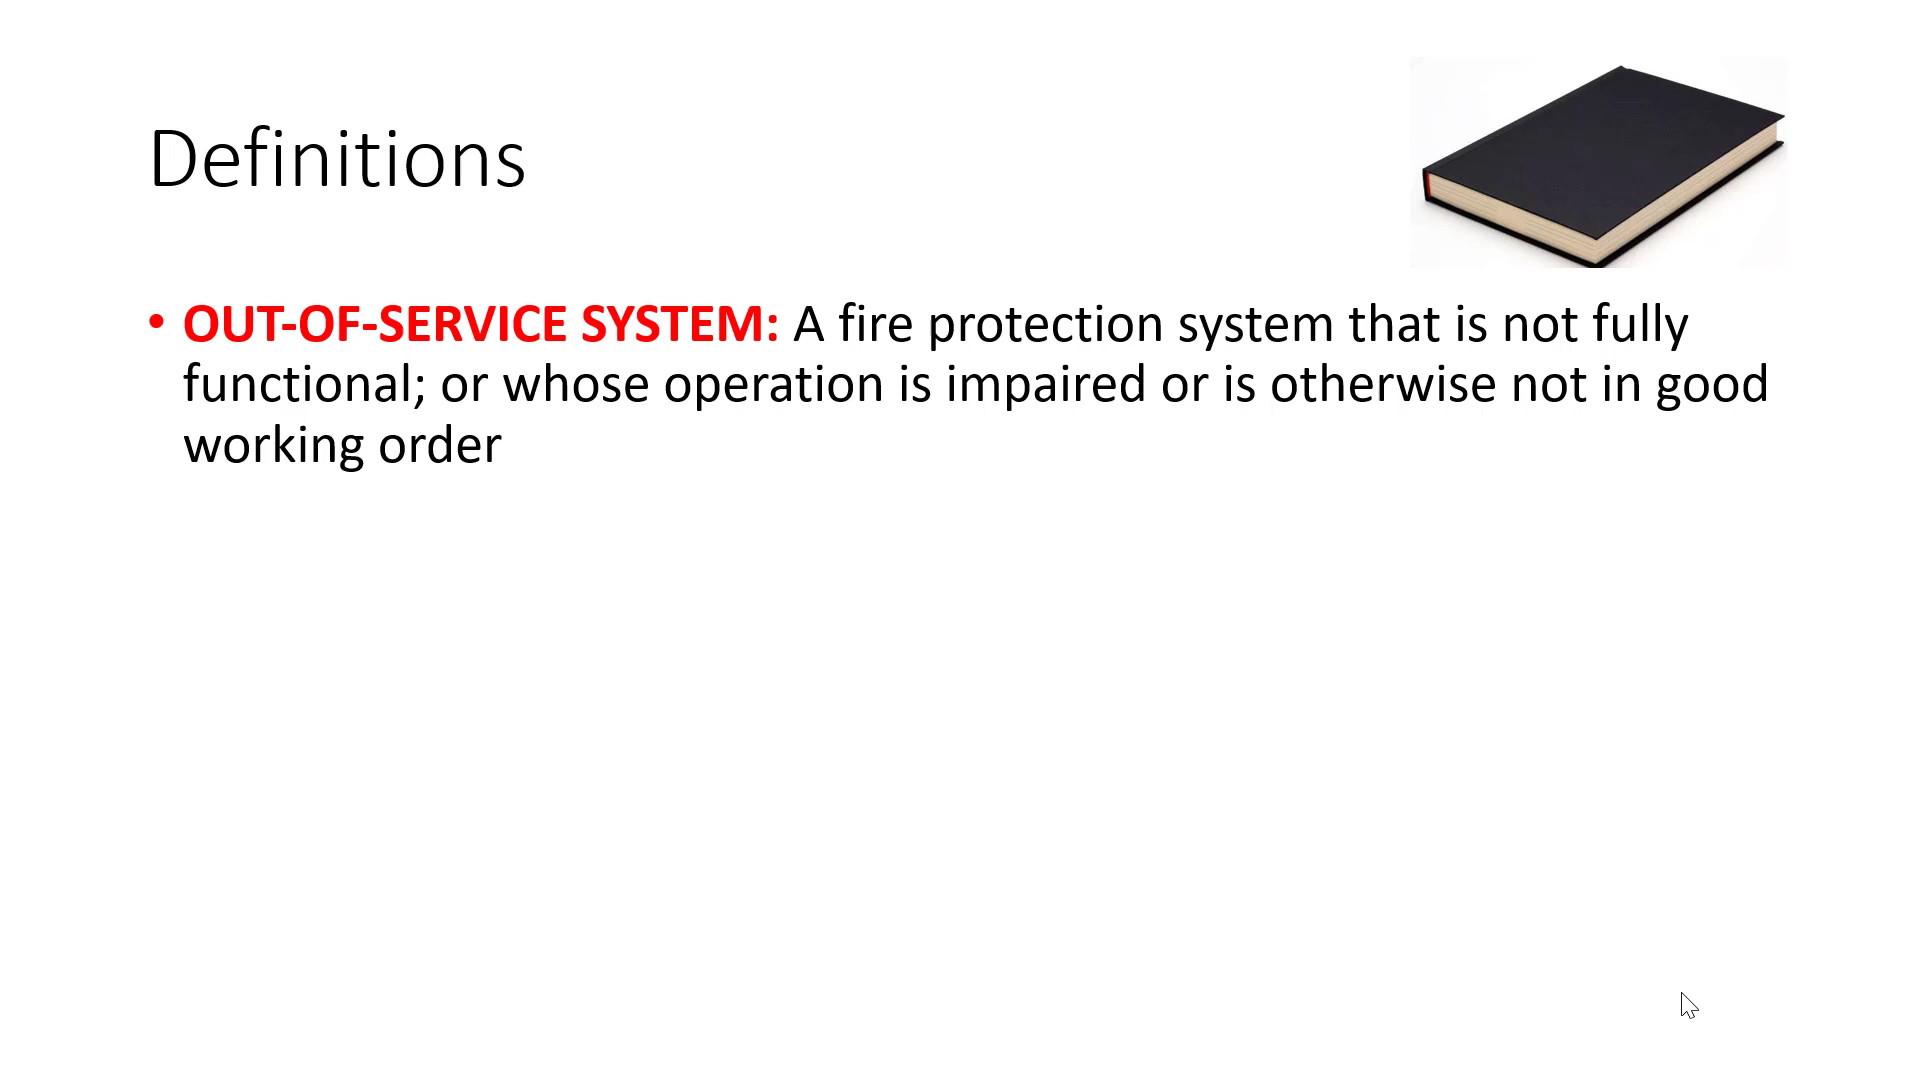 Definitions
• OUT-OF-SERVICE SYSTEM: A fire protection system that is not fully
functional; or whose operation is impaired or is otherwise not in good
working order